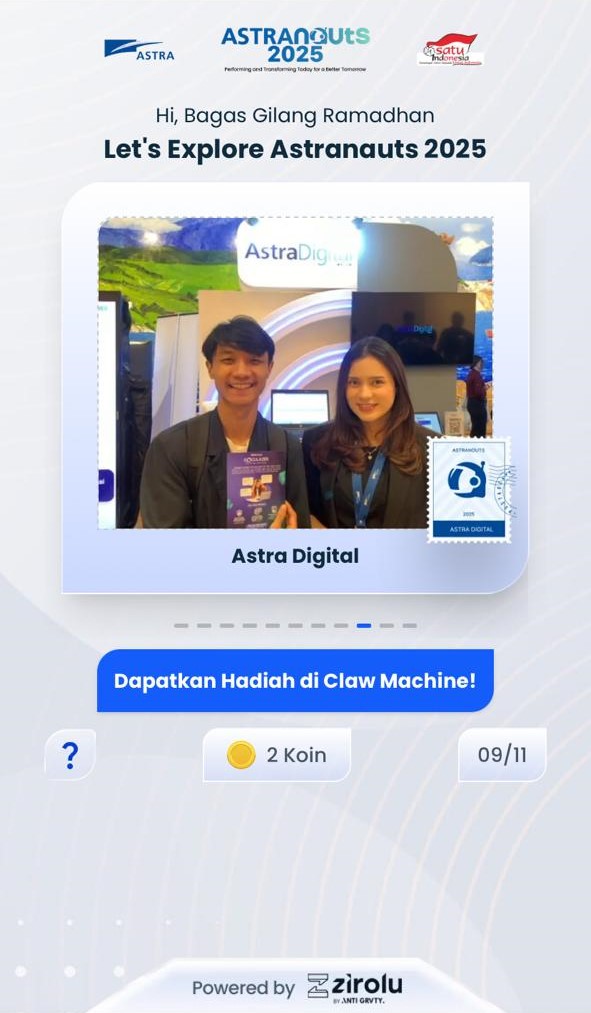 ASTRA
ASTRANAUTS
2025
Performing and Transforming Today for a Better Tomorrow
satu
Indonesia
Hi, Bagas Gilang Ramadhan
Let's Explore Astranauts 2025
AstraDigital
Digital
ASTRANOUTS
2025
ASTRA DIGITAL
Astra Digital
Dapatkan Hadiah di Claw Machine!
?
2 Koin
09/11
Powered by
zirolu
BY ANTI GRVTY.